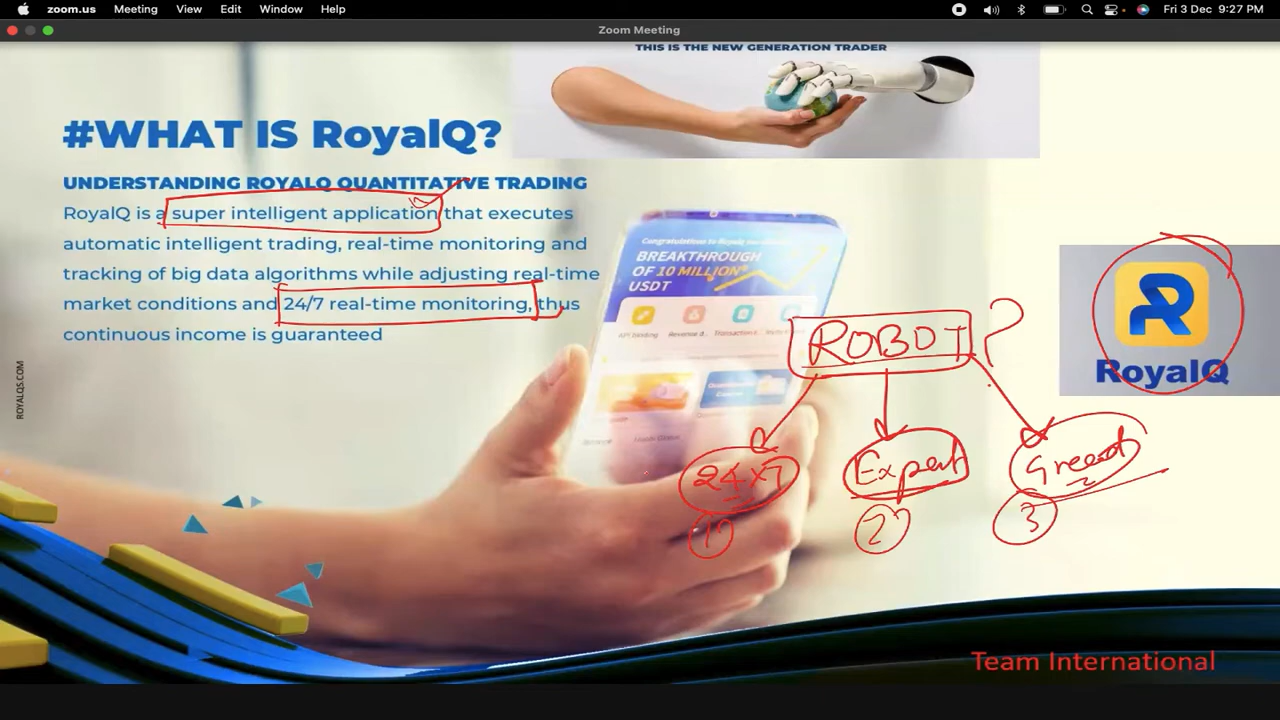 zoom.us Meeting View Edit Window Help Fri 3 Dec 9:27 PM
Zoom Meeting
THIS IS THE NEW GENERATION TRADER
#WHAT IS RoyalQ?
UNDERSTANDING ROYALQ QUANTITATIVE TRADING
RoyalQ is a super intelligent application that executes
automatic intelligent trading, real-time monitoring and
tracking of big data algorithms while adjusting real-time
market conditions and 24/7 real-time monitoring, thus
continuous income is guaranteed
ROYALQS.COM
BREAKTHROUGH
OF 10 MILLION
USDT
ROBOT ?
RoyalQ
24x7 Expert Greed
1 2 3
Team International